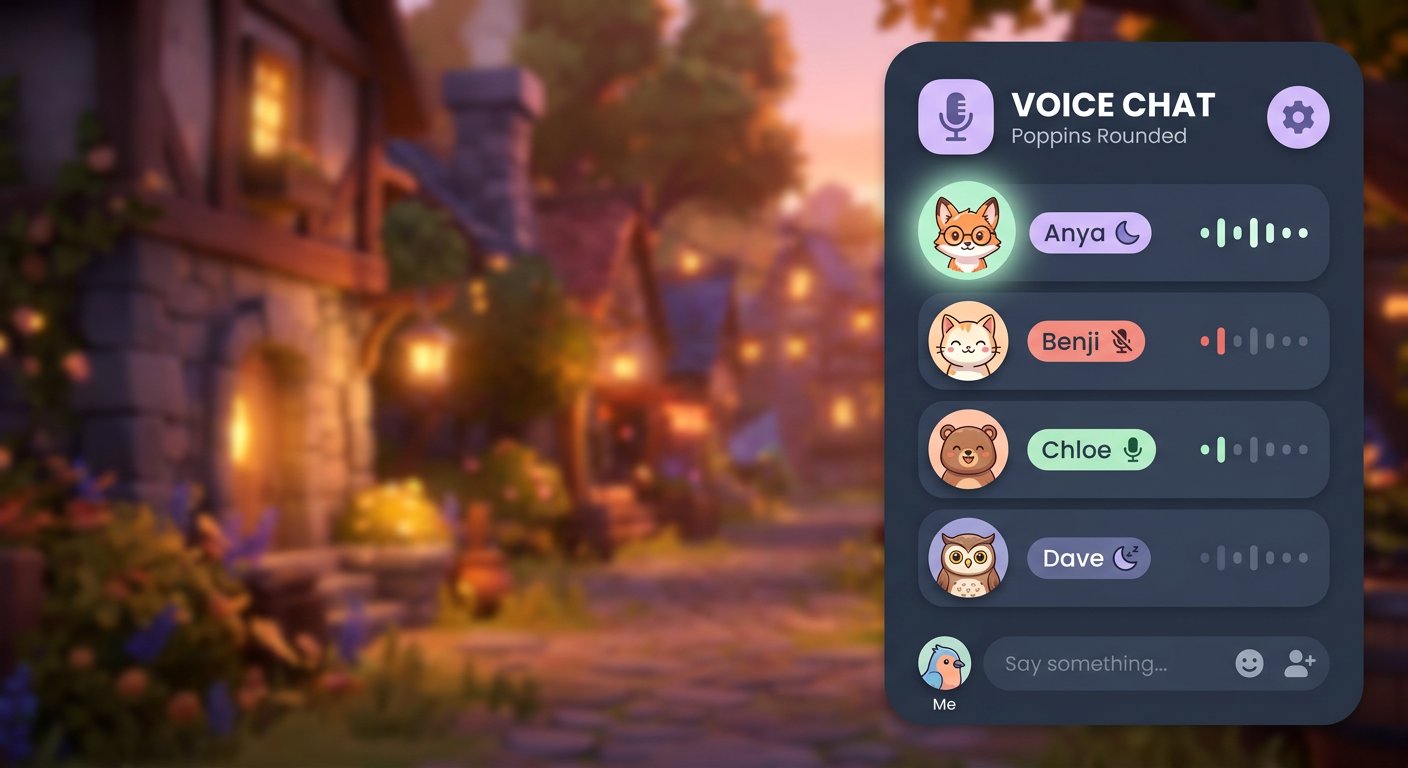 VOICE CHAT
Poppins Rounded
Anya
Benji
Chloe
Dave
Say something...
Me